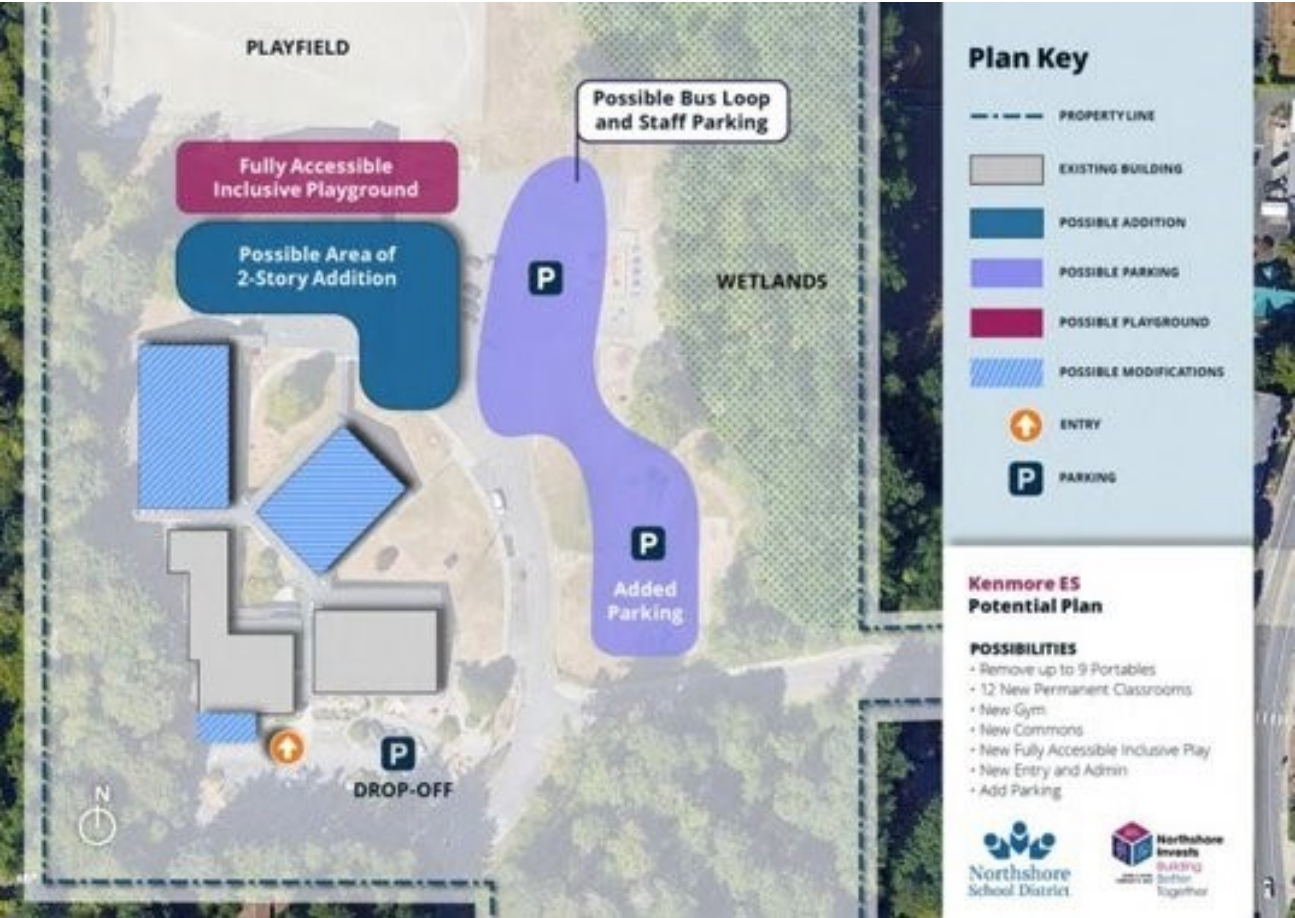 PLAYFIELD
Possible Bus Loop
and Staff Parking
Fully Accessible
Inclusive Playground
Possible Area of
2-Story Addition
P
WETLANDS
P
Added
Parking
P
DROP-OFF
N
Plan Key
PROPERTY LINE
EXISTING BUILDING
POSSIBLE ADDITION
POSSIBLE PARKING
POSSIBLE PLAYGROUND
POSSIBLE MODIFICATIONS
ENTRY
P PARKING
Kenmore ES
Potential Plan
POSSIBILITIES
• Remove up to 9 Portables
• 12 New Permanent Classrooms
• New Gym
• New Commons
• New Fully Accessible Inclusive Play
• New Entry and Admin
• Add Parking
Northshore
School District
Northshore
Invests
Building
Better
Together